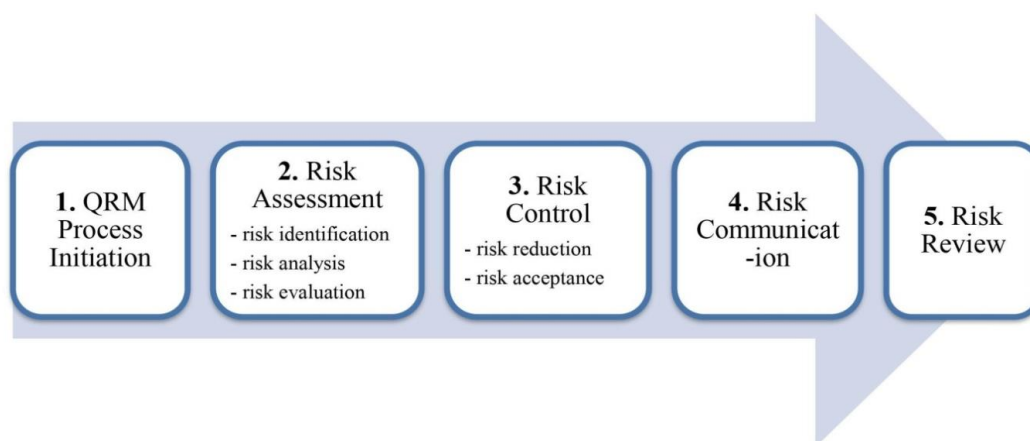 1. QRM
Process
Initiation
2. Risk
Assessment
- risk identification
- risk analysis
- risk evaluation
3. Risk
Control
- risk reduction
- risk acceptance
4. Risk
Communicat
-ion
5. Risk
Review